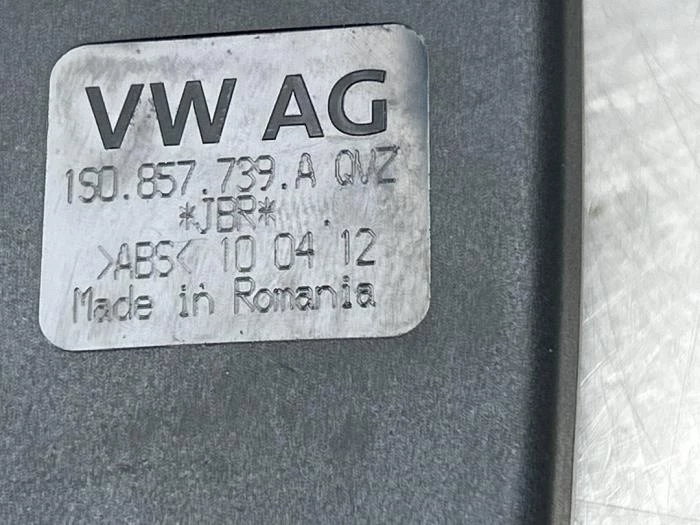 VW AG
1S0.857.739.A QVZ
*JBR*
>ABS< 10 04 12
Made in Romania